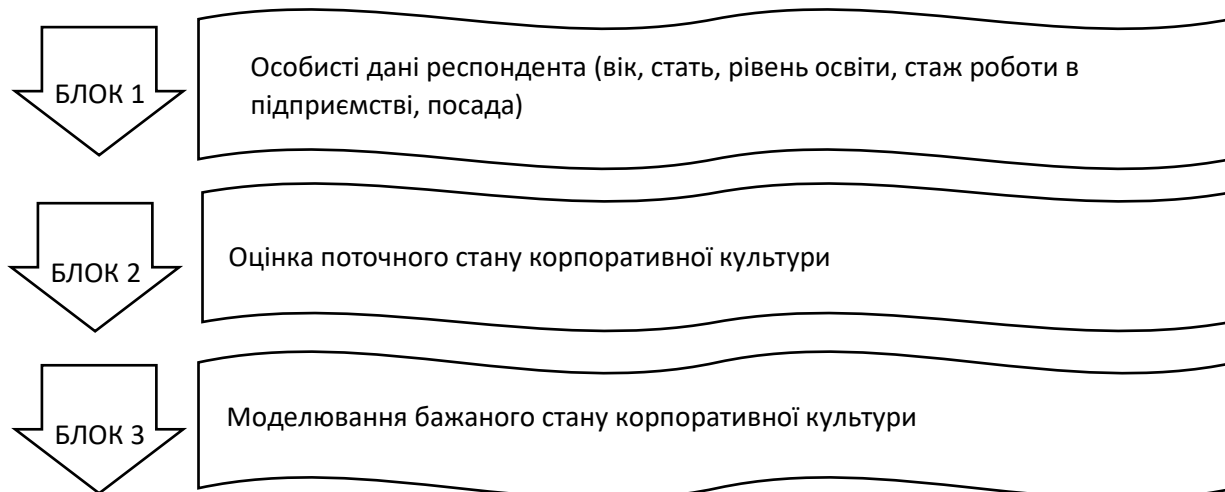 БЛОК 1
Особисті дані респондента (вік, стать, рівень освіти, стаж роботи в
підприємстві, посада)
БЛОК 2
Оцінка поточного стану корпоративної культури
БЛОК 3
Моделювання бажаного стану корпоративної культури